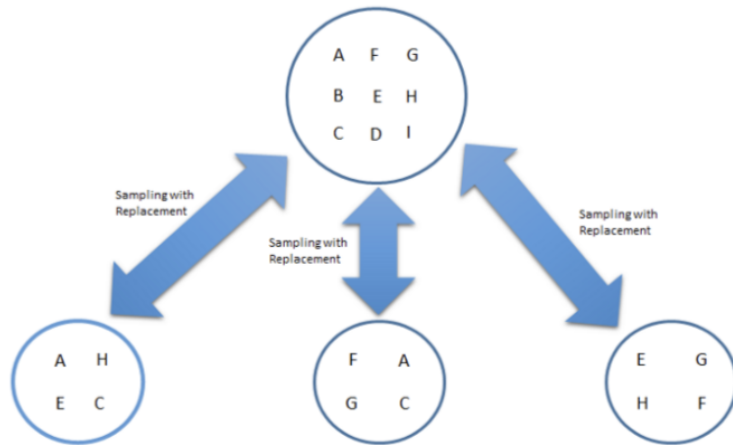 A F G
B E H
C D I
Sampling with
Replacement
Sampling with
Replacement
Sampling with
Replacement
A H
E C
F A
G C
E G
H F